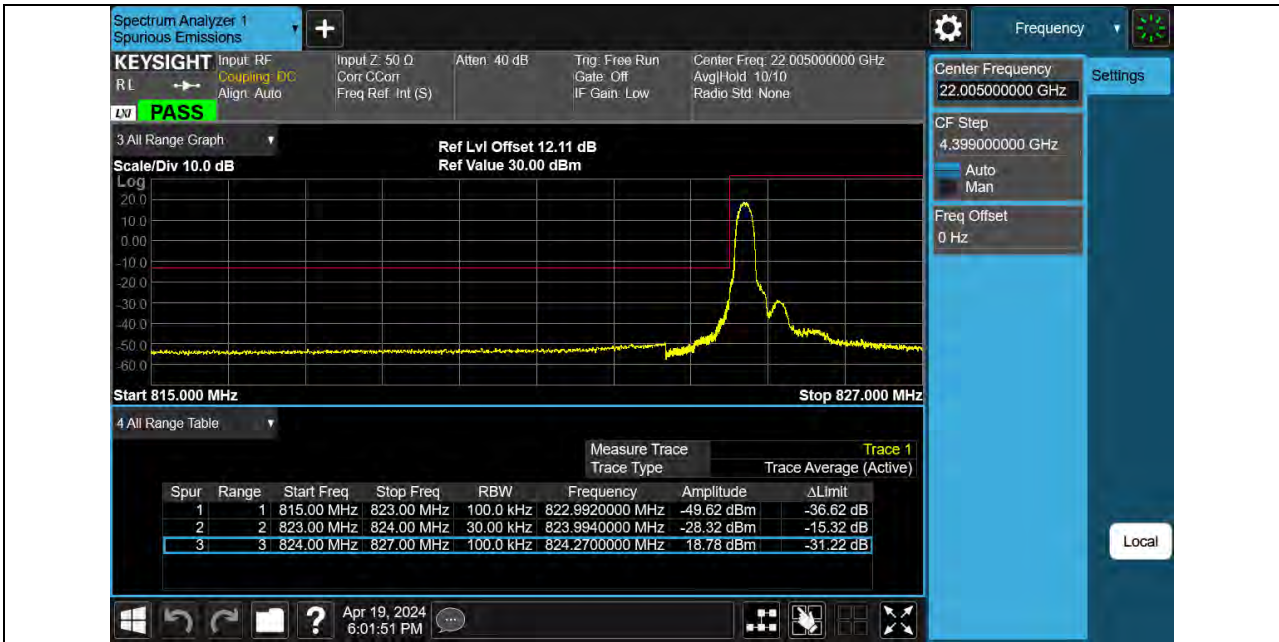 Spectrum Analyzer 1
Spurious Emissions
Frequency
KEYSIGHT
Input: RF
Input Z: 50 Ω
Atten: 40 dB
Trig: Free Run
Center Freq: 22.005000000 GHz
RL
Coupling: DC
Corr CCorr
Gate: Off
Avg|Hold: 10/10
Align: Auto
Freq Ref: Int (S)
IF Gain: Low
Radio Std: None
LXI
PASS
Center Frequency
22.005000000 GHz
Settings
CF Step
4.399000000 GHz
Auto
Man
Freq Offset
0 Hz
3 All Range Graph
Ref Lvl Offset 12.11 dB
Scale/Div 10.0 dB
Ref Value 30.00 dBm
Log
20.0
10.0
0.00
-10.0
-20.0
-30.0
-40.0
-50.0
-60.0
Start 815.000 MHz
Stop 827.000 MHz
4 All Range Table
Measure Trace Trace 1
Trace Type Trace Average (Active)
Spur Range Start Freq Stop Freq RBW Frequency Amplitude ΔLimit
1 1 815.00 MHz 823.00 MHz 100.0 kHz 822.9920000 MHz -49.62 dBm -36.62 dB
2 2 823.00 MHz 824.00 MHz 30.00 kHz 823.9940000 MHz -28.32 dBm -15.32 dB
3 3 824.00 MHz 827.00 MHz 100.0 kHz 824.2700000 MHz 18.78 dBm -31.22 dB
Local
?
Apr 19, 2024
6:01:51 PM